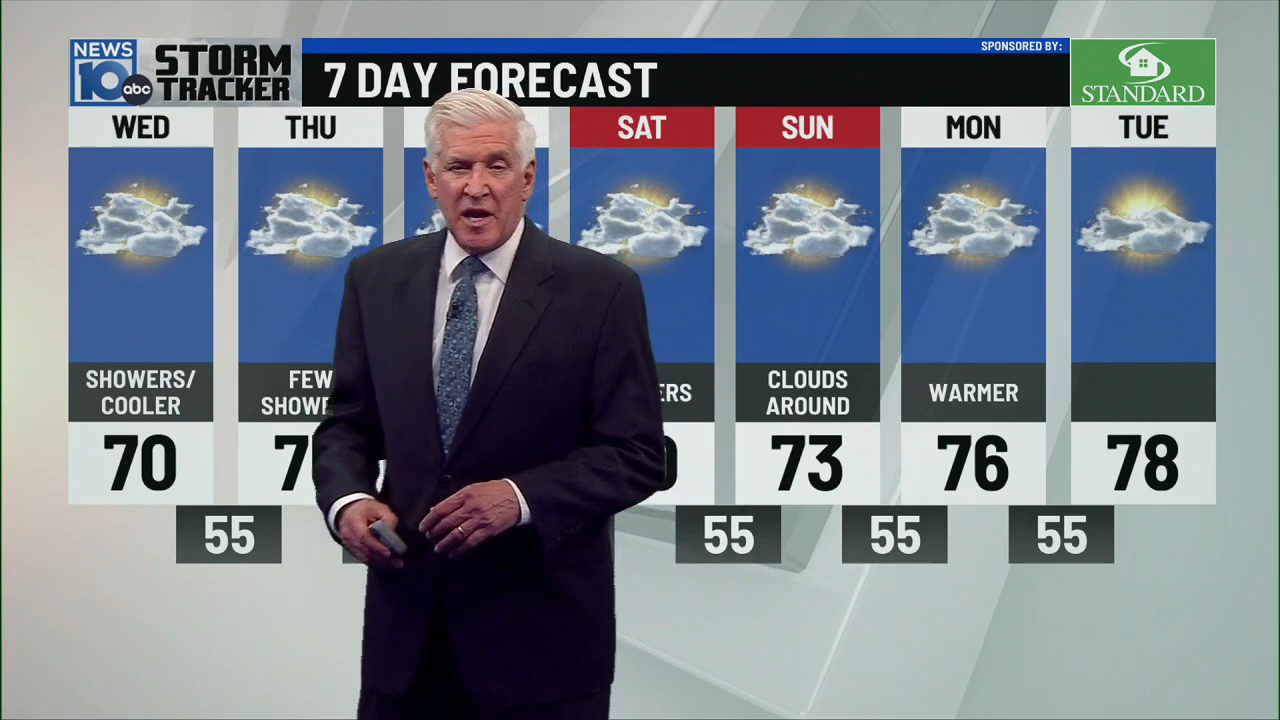 NEWS
10
abc
STORM
TRACKER
7 DAY FORECAST
SPONSORED BY:
STANDARD
WED
THU
SAT
SUN
MON
TUE
SHOWERS/
COOLER
FEW
CLOUDS
AROUND
WARMER
70
73
76
78
55
55
55
55